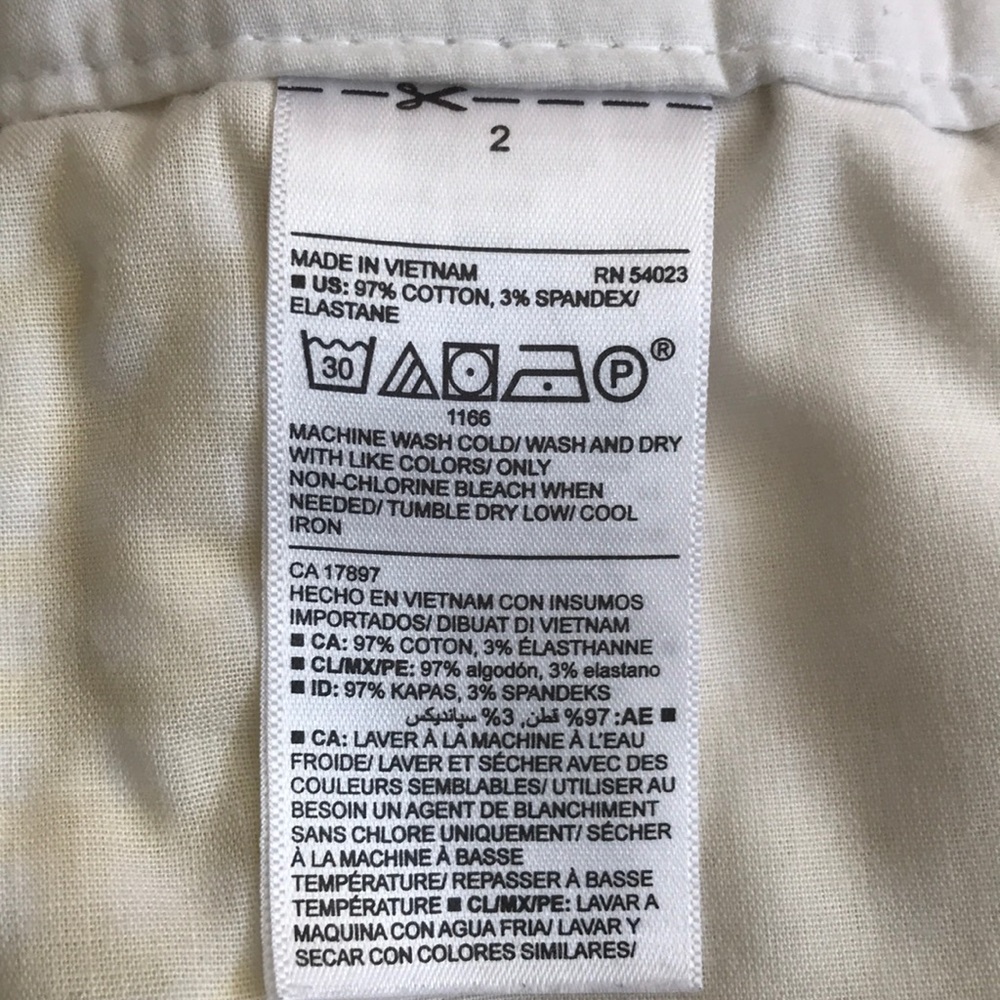 2
MADE IN VIETNAM RN 54023
■ US: 97% COTTON, 3% SPANDEX/
ELASTANE
30 P ®
1166
MACHINE WASH COLD/ WASH AND DRY
WITH LIKE COLORS/ ONLY
NON-CHLORINE BLEACH WHEN
NEEDED/ TUMBLE DRY LOW/ COOL
IRON
CA 17897
HECHO EN VIETNAM CON INSUMOS
IMPORTADOS/ DIBUAT DI VIETNAM
■ CA: 97% COTON, 3% ÉLASTHANNE
■ CL/MX/PE: 97% algodón, 3% elastano
■ ID: 97% KAPAS, 3% SPANDEKS
■ AE: 97% قطن, 3% سباندیکس
■ CA: LAVER À LA MACHINE À L'EAU
FROIDE/ LAVER ET SÉCHER AVEC DES
COULEURS SEMBLABLES/ UTILISER AU
BESOIN UN AGENT DE BLANCHIMENT
SANS CHLORE UNIQUEMENT/ SÉCHER
À LA MACHINE À BASSE
TEMPÉRATURE/ REPASSER À BASSE
TEMPÉRATURE ■ CL/MX/PE: LAVAR A
MAQUINA CON AGUA FRIA/ LAVAR Y
SECAR CON COLORES SIMILARES/